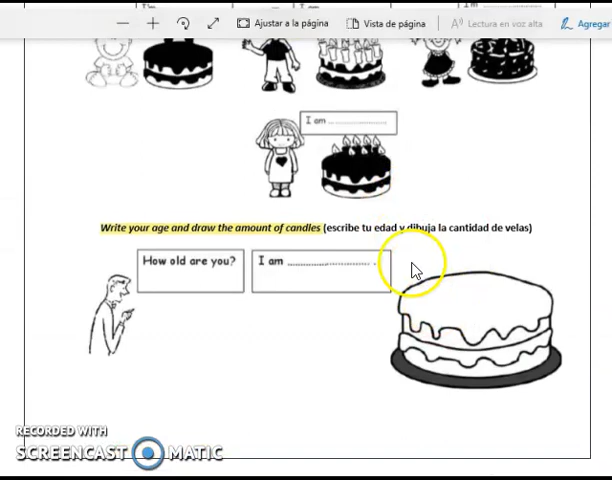 Ajustar a la página
Vista de página
Lectura en voz alta
Agregar
I am ........................
Write your age and draw the amount of candles (escribe tu edad y dibuja la cantidad de velas)
How old are you?
I am ........................... .
RECORDED WITH
SCREENCAST MATIC